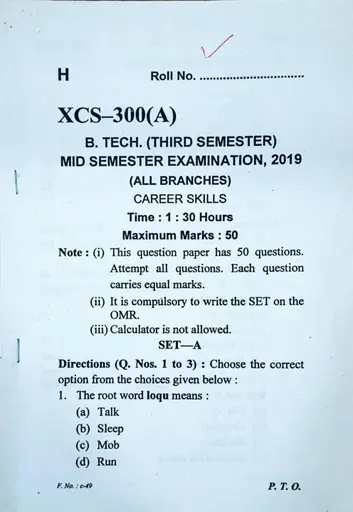 H Roll No. ................................
XCS–300(A)
B. TECH. (THIRD SEMESTER)
MID SEMESTER EXAMINATION, 2019
(ALL BRANCHES)
CAREER SKILLS
Time : 1 : 30 Hours
Maximum Marks : 50
Note : (i) This question paper has 50 questions.
Attempt all questions. Each question
carries equal marks.
(ii) It is compulsory to write the SET on the
OMR.
(iii) Calculator is not allowed.
SET—A
Directions (Q. Nos. 1 to 3) : Choose the correct
option from the choices given below :
1. The root word loqu means :
(a) Talk
(b) Sleep
(c) Mob
(d) Run
F. No. : c-49 P. T. O.